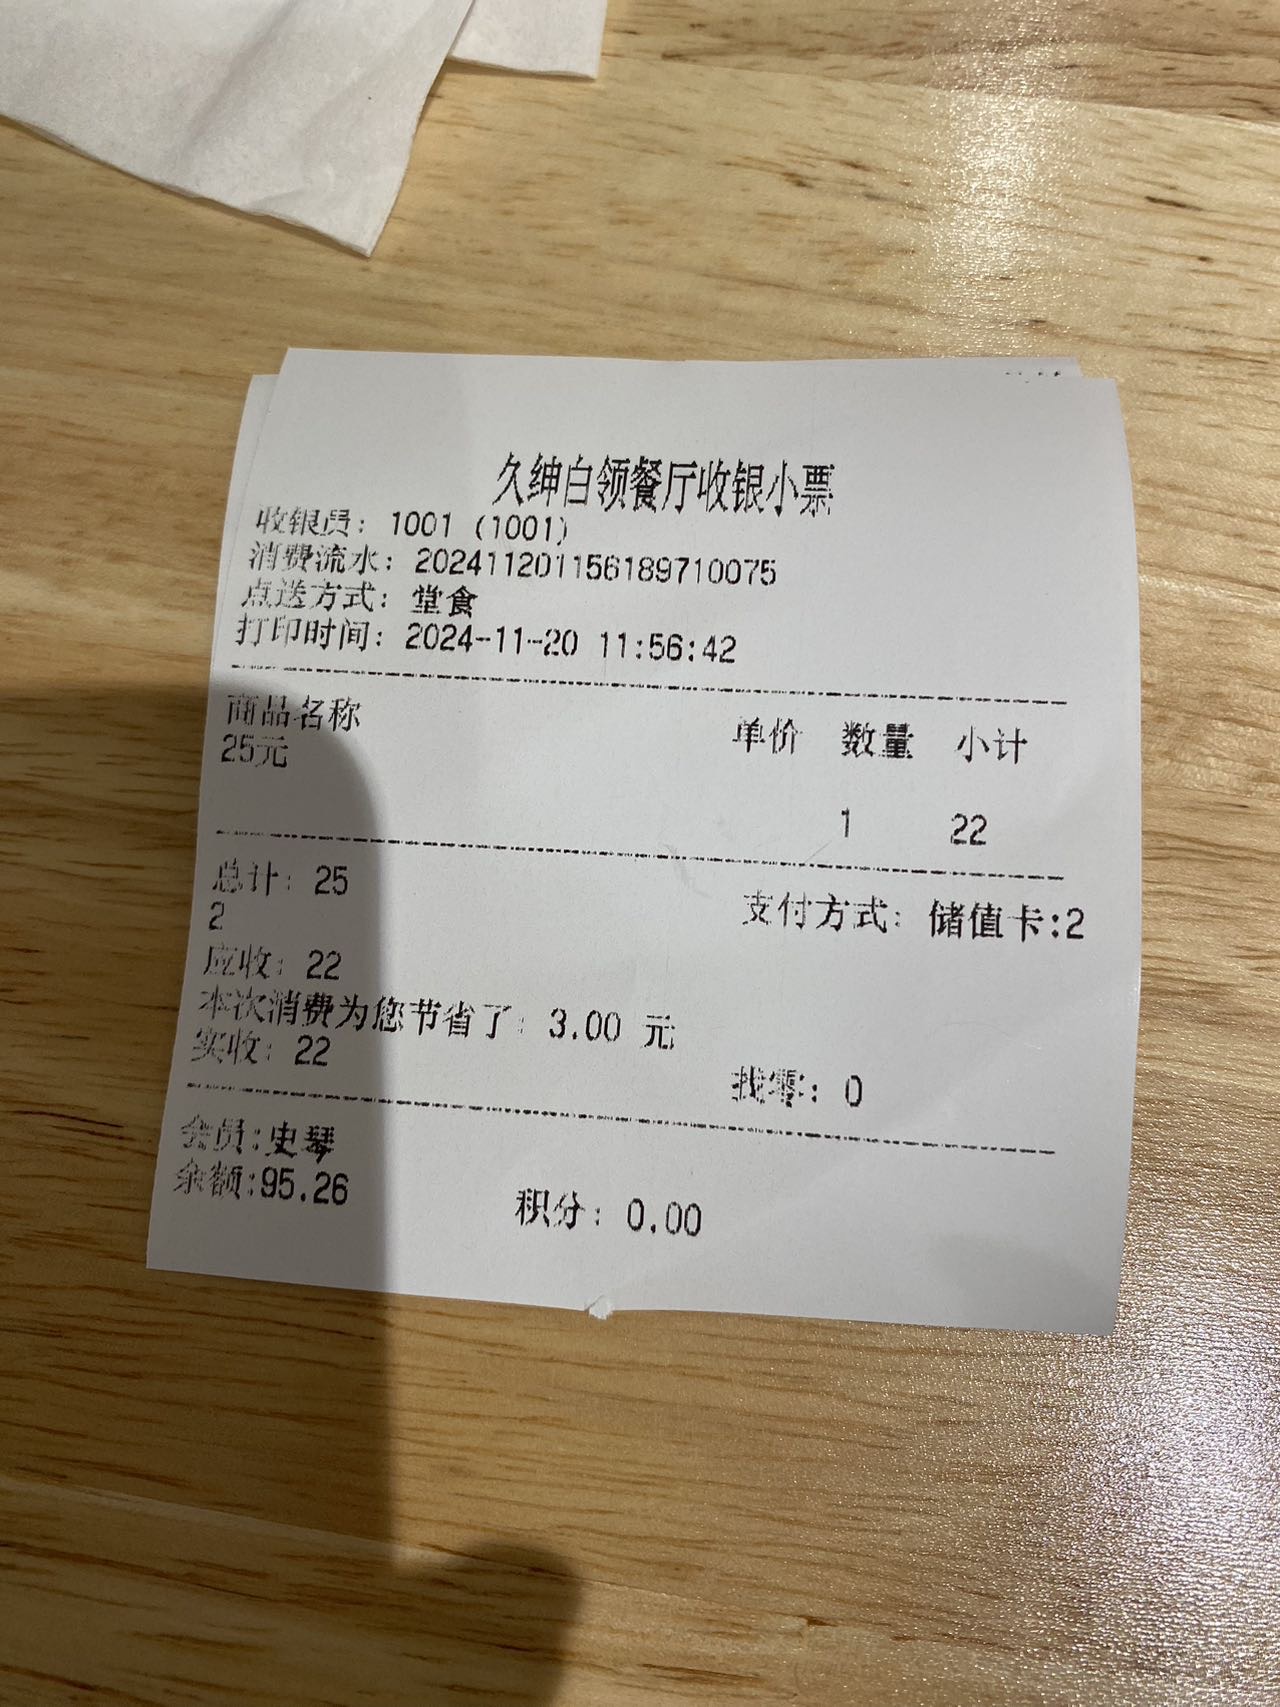 久绅白领餐厅收银小票
收银员: 1001 (1001)
消费流水: 202411201156189710075
点送方式: 堂食
打印时间: 2024-11-20 11:56:42
商品名称 单价 数量 小计
25元
1 22
总计: 25 支付方式: 储值卡:2
2
应收: 22
本次消费为您节省了: 3.00 元
实收: 22 找零: 0
会员:史琴
余额:95.26 积分: 0.00